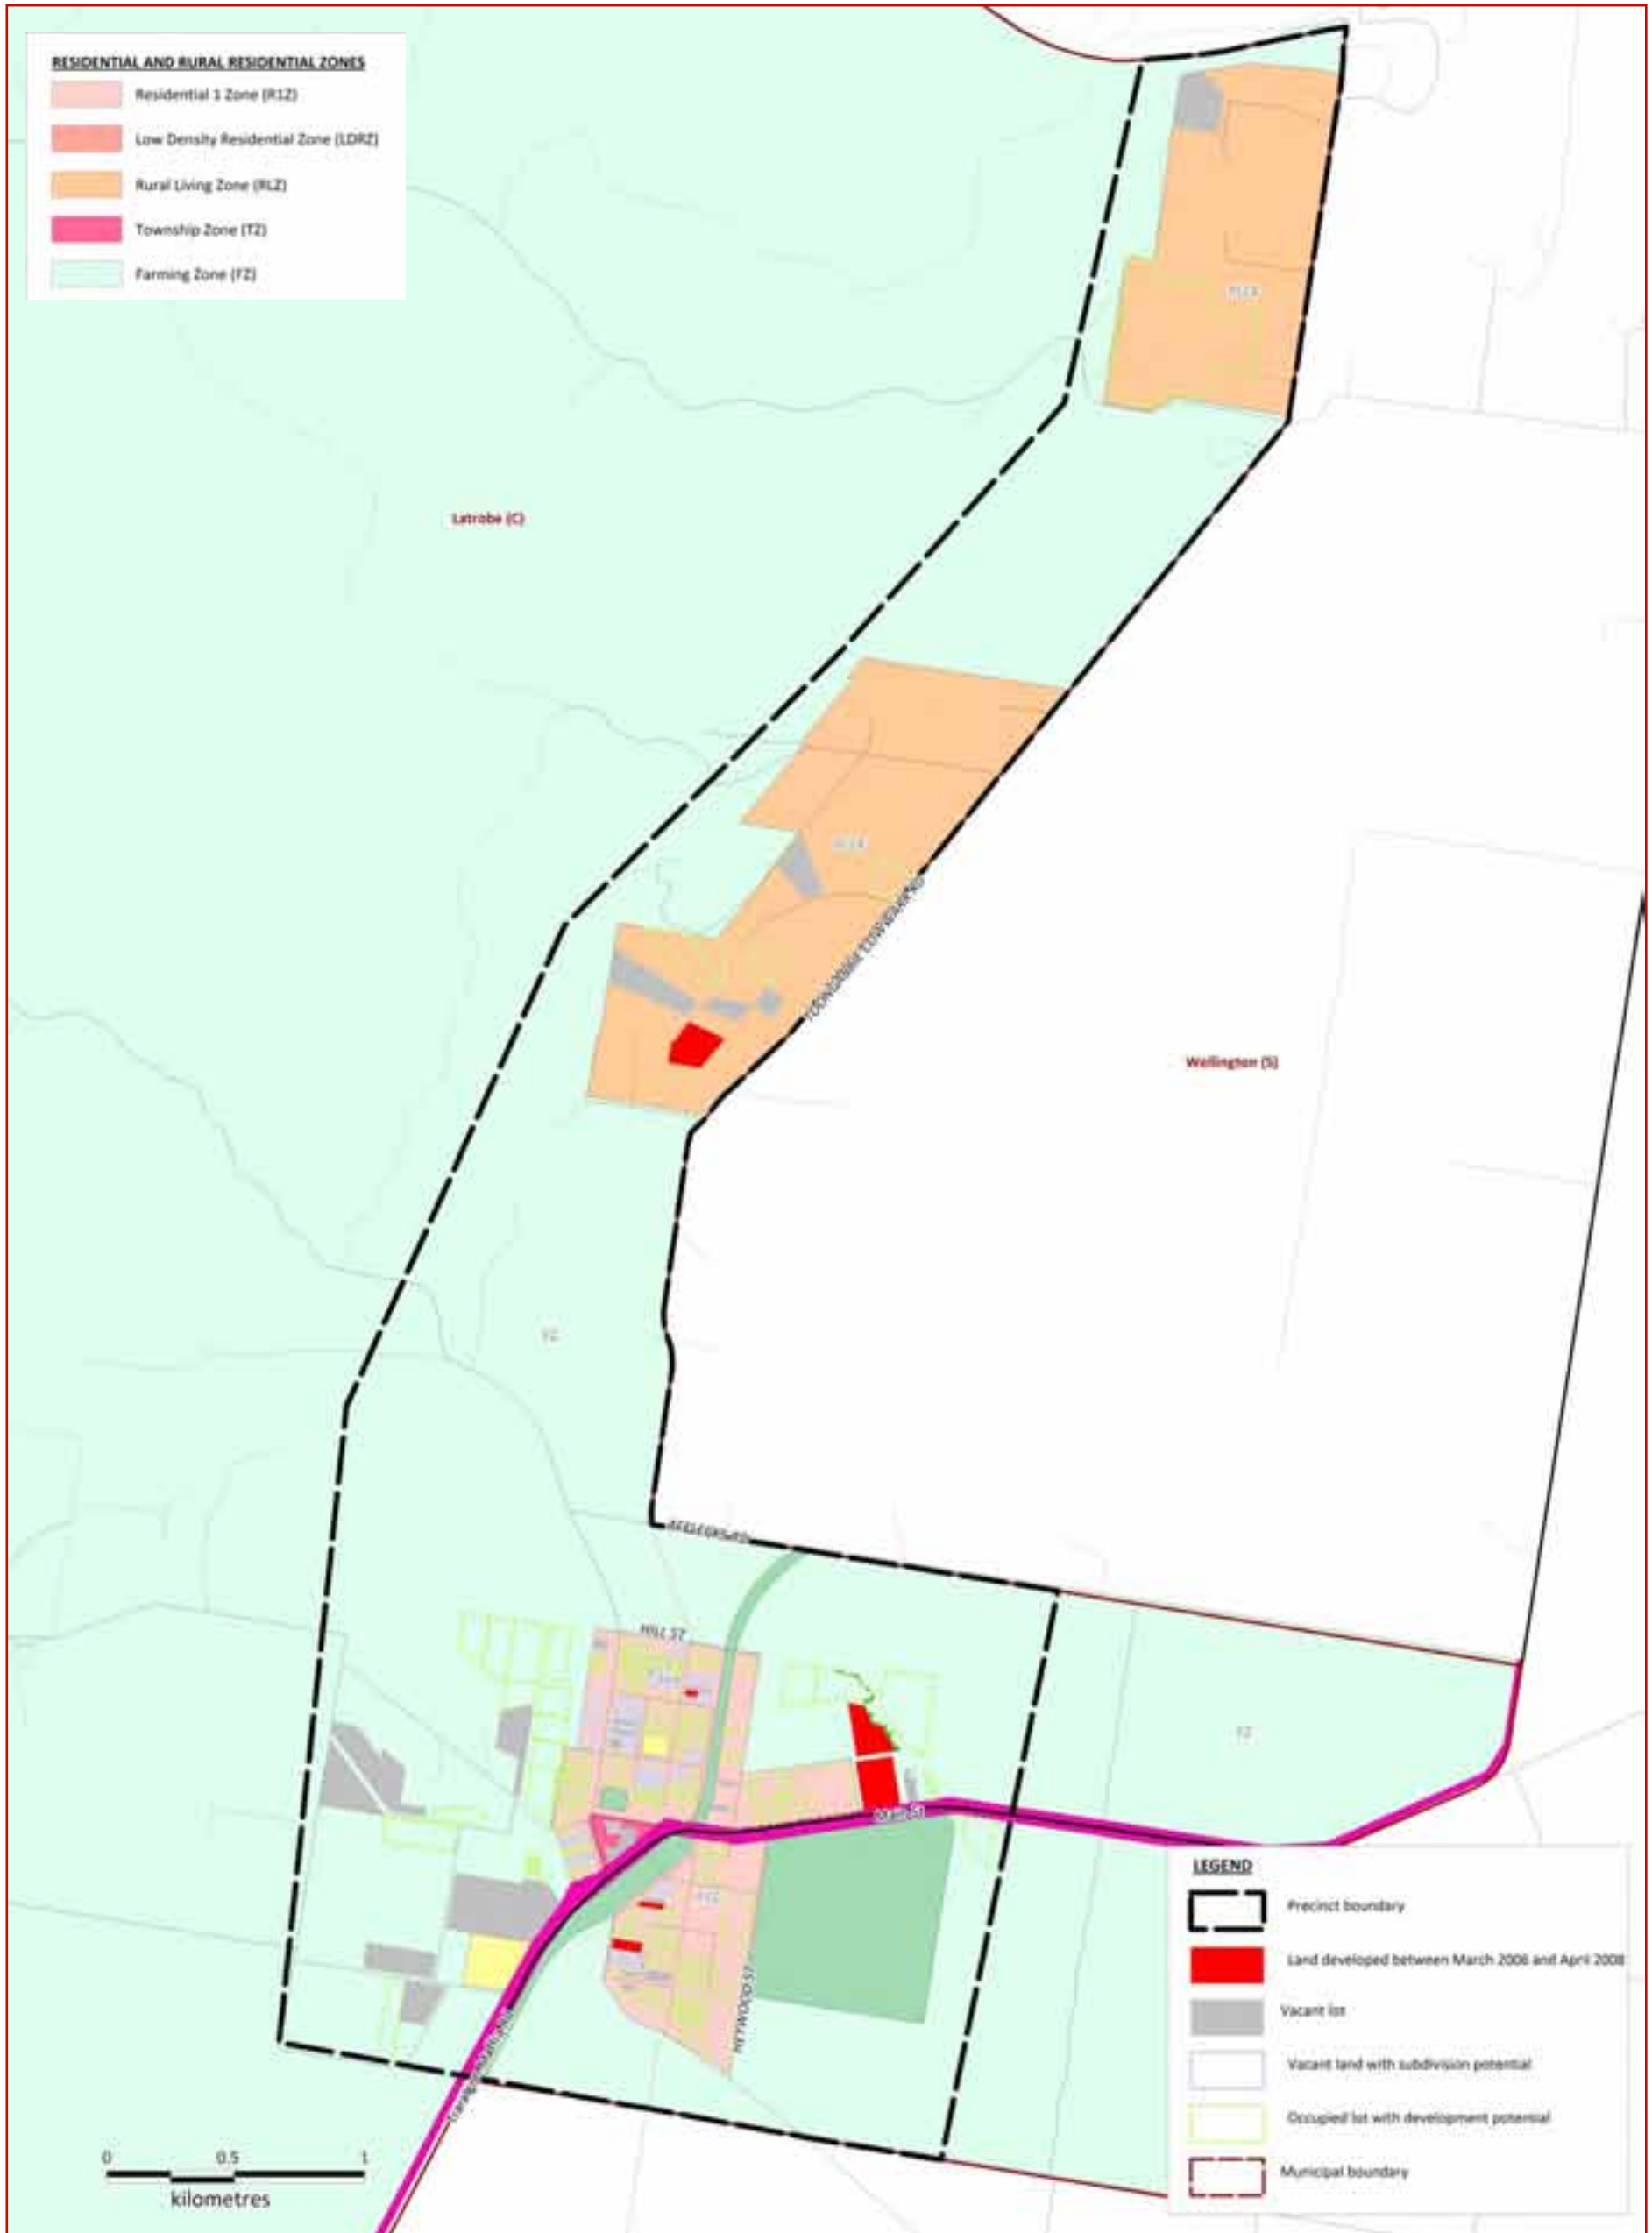 RESIDENTIAL AND RURAL RESIDENTIAL ZONES
Residential 1 Zone (R1Z)
Low Density Residential Zone (LDRZ)
Rural Living Zone (RLZ)
Township Zone (TZ)
Farming Zone (FZ)
Latrobe (C)
Wellington (S)
FZ
HILL ST
FZ
Main St
HEYWOOD ST
0 0.5 1
kilometres
LEGEND
Precinct boundary
Land developed between March 2006 and April 2008
Vacant lot
Vacant land with subdivision potential
Occupied lot with development potential
Municipal boundary